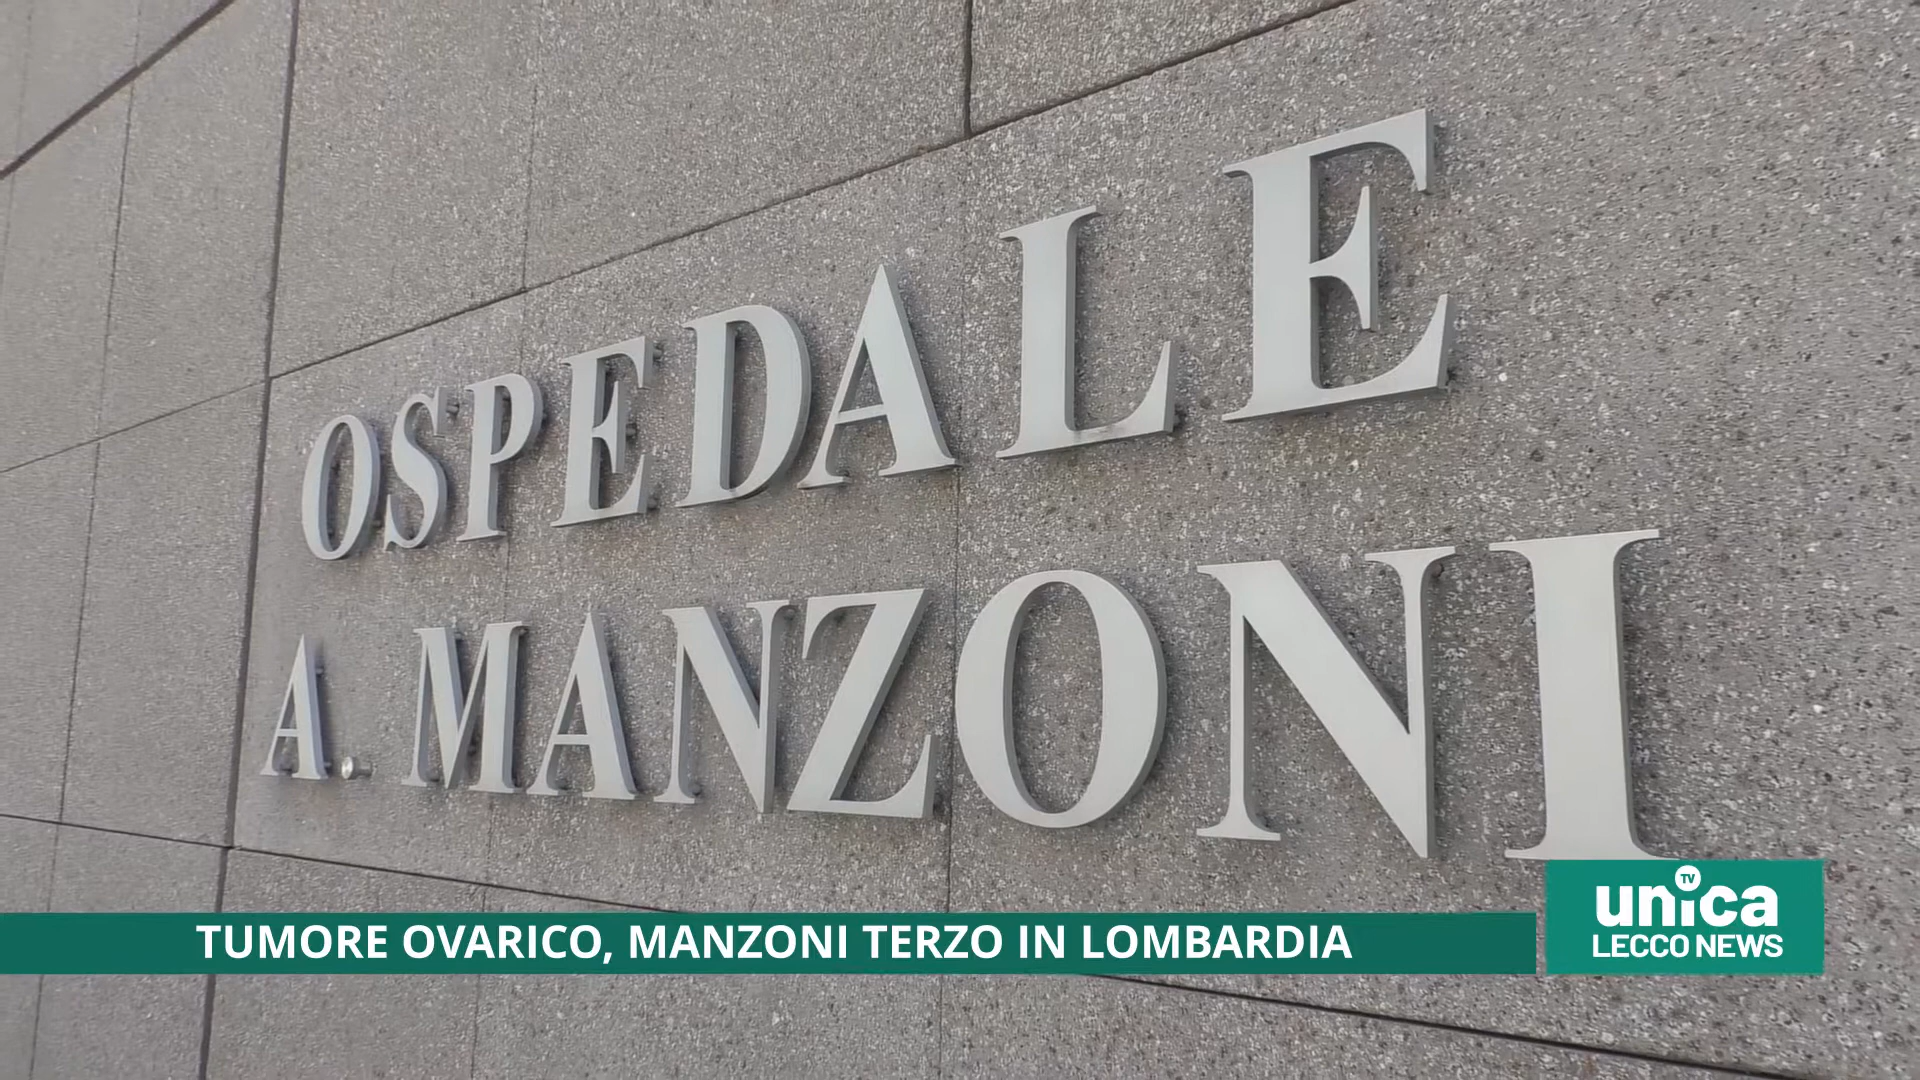 OSPEDALE
A. MANZONI
TUMORE OVARICO, MANZONI TERZO IN LOMBARDIA
unica TV
LECCO NEWS